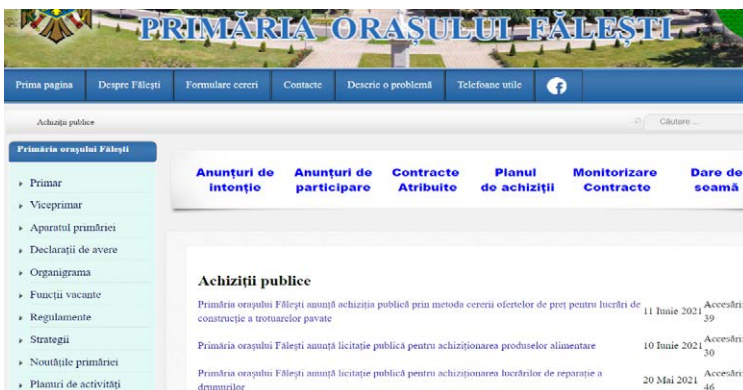 PRIMĂRIA ORAȘULUI FĂLEȘTI
Prima pagina Despre Fălești Formulare cereri Contacte Descrie o problemă Telefoane utile
Achiziții publice
Căutare ...
Primăria orașului Fălești
Primar
Viceprimar
Aparatul primăriei
Declarații de avere
Organigrama
Funcții vacante
Regulamente
Strategii
Noutățile primăriei
Planuri de activități
Anunțuri de intenție
Anunțuri de participare
Contracte Atribuite
Planul de achiziții
Monitorizare Contracte
Dare de seamă
Achiziții publice
Primăria orașului Fălești anunță achiziția publică prin metoda cererii ofertelor de preț pentru lucrări de
construcție a trotuarelor pavate
11 Iunie 2021
Accesări:
39
Primăria orașului Fălești anunță licitație publică pentru achiziționarea produselor alimentare
10 Iunie 2021
Accesări:
30
Primăria orașului Fălești anunță licitație publică pentru achiziționarea lucrărilor de reparație a
drumurilor
20 Mai 2021
Accesări:
46